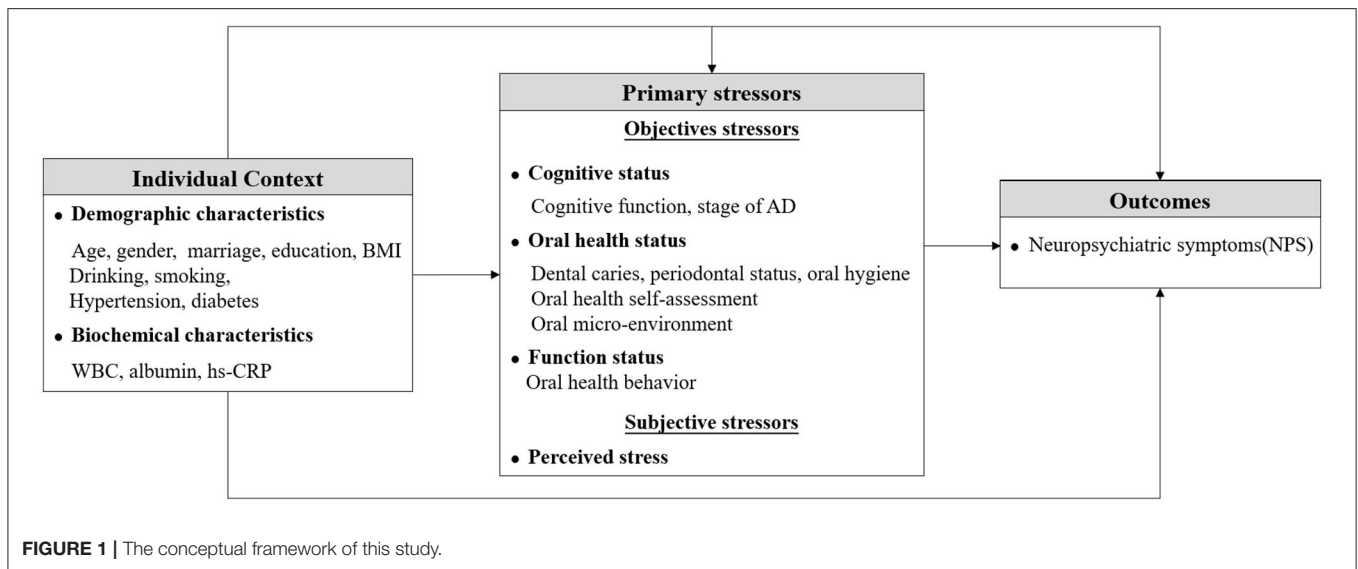 Individual Context
• Demographic characteristics
Age, gender, marriage, education, BMI
Drinking, smoking,
Hypertension, diabetes
• Biochemical characteristics
WBC, albumin, hs-CRP
Primary stressors
Objectives stressors
• Cognitive status
Cognitive function, stage of AD
• Oral health status
Dental caries, periodontal status, oral hygiene
Oral health self-assessment
Oral micro-environment
• Function status
Oral health behavior
Subjective stressors
• Perceived stress
Outcomes
• Neuropsychiatric symptoms(NPS)
FIGURE 1 | The conceptual framework of this study.